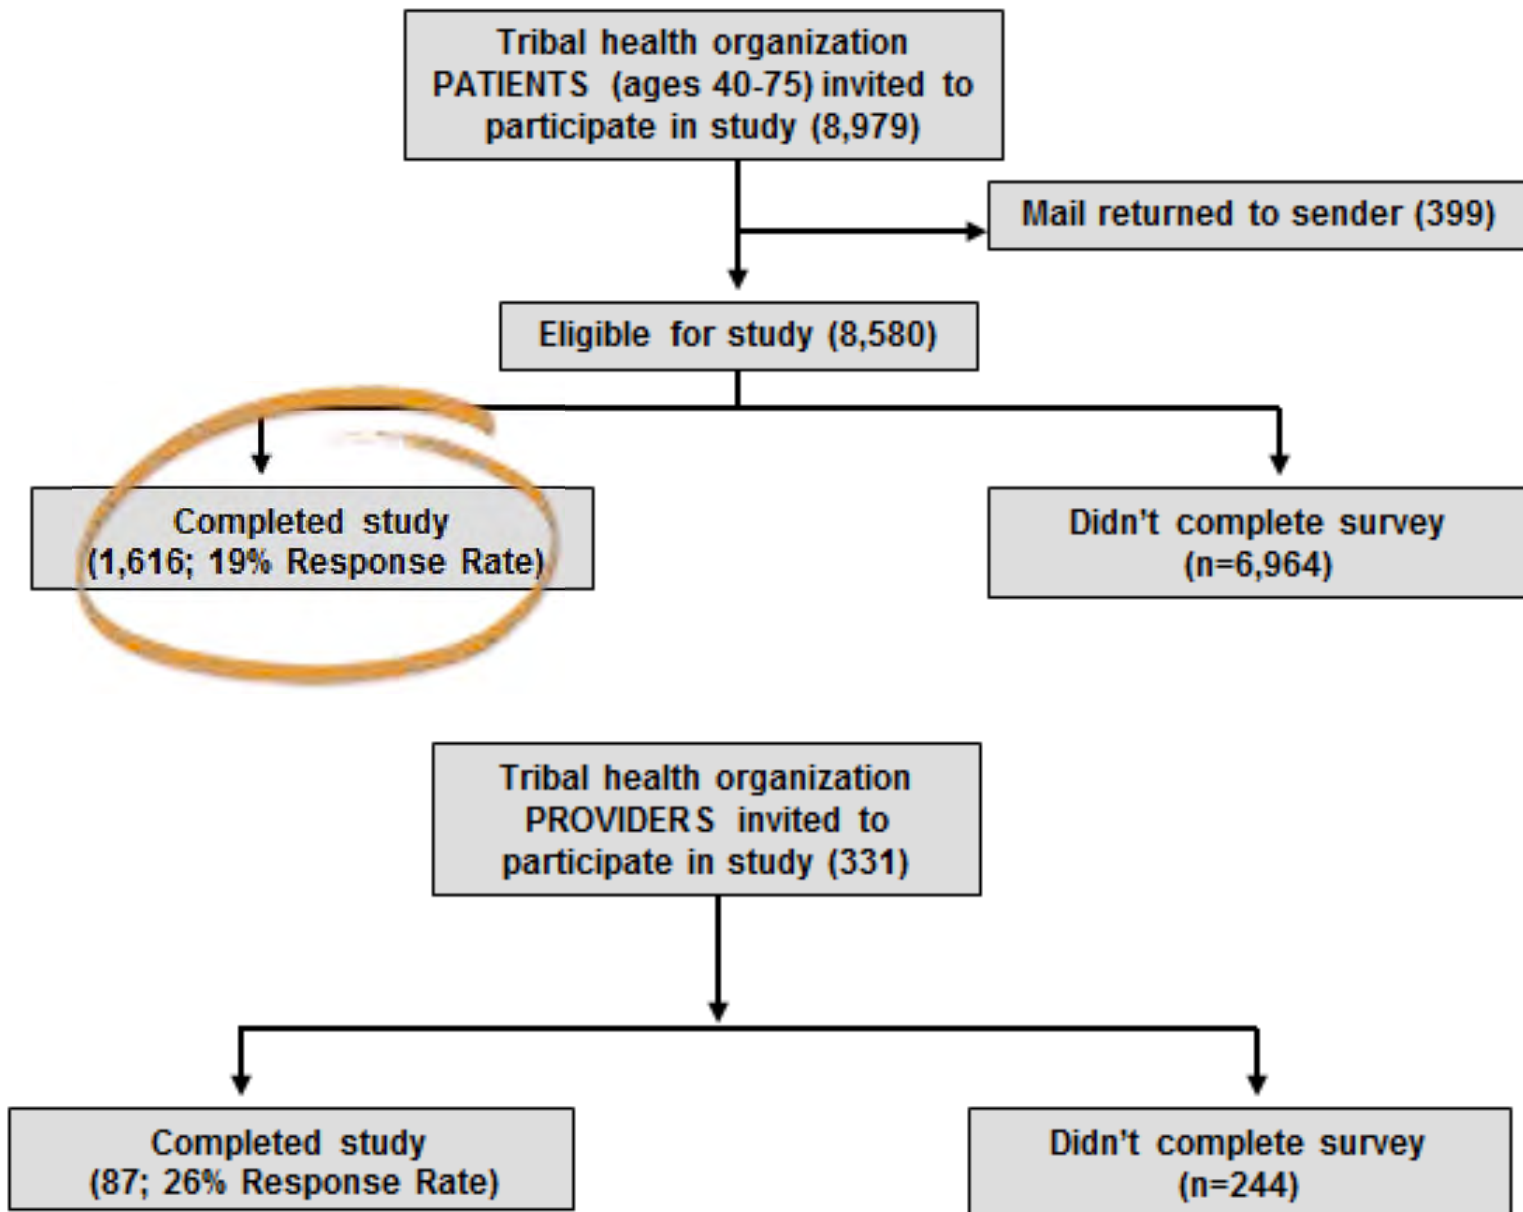 Tribal health organization
PATIENTS (ages 40-75) invited to
participate in study (8,979)
Mail returned to sender (399)
Eligible for study (8,580)
Completed study
(1,616; 19% Response Rate)
Didn't complete survey
(n=6,964)
Tribal health organization
PROVIDERS invited to
participate in study (331)
Completed study
(87; 26% Response Rate)
Didn't complete survey
(n=244)